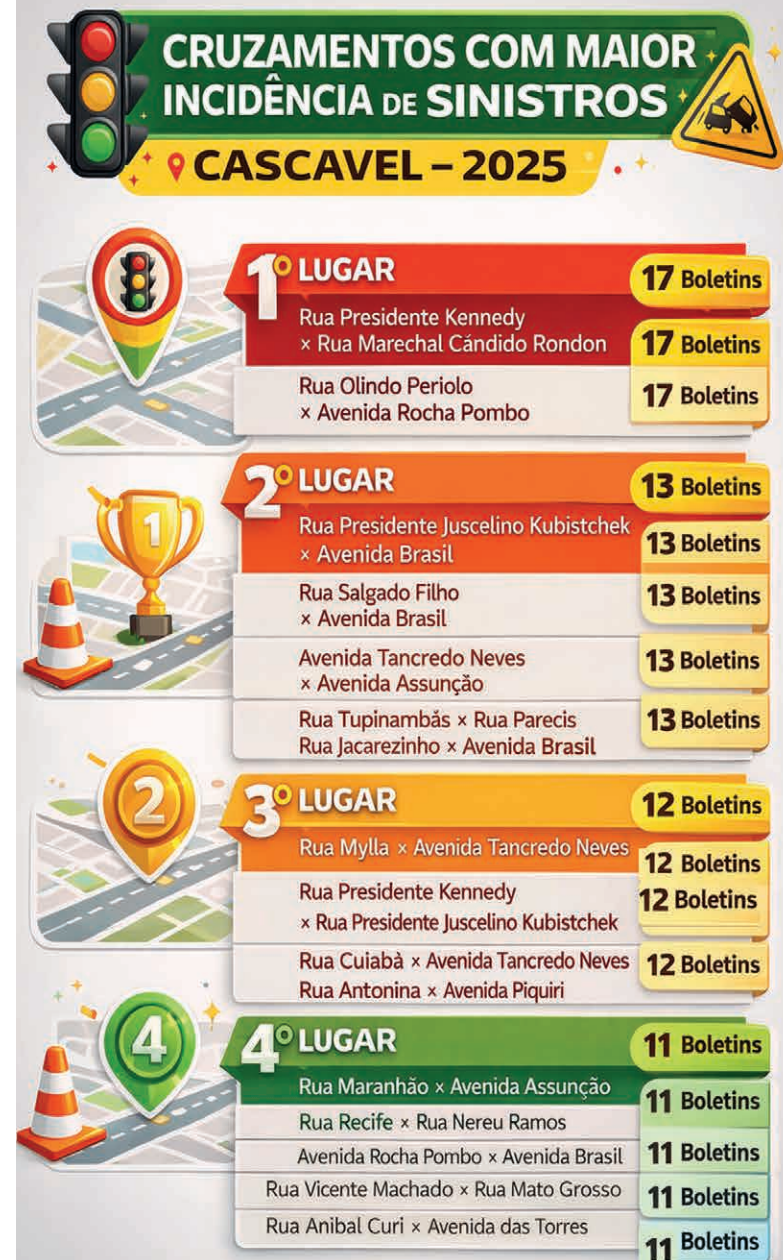 CRUZAMENTOS COM MAIOR
INCIDÊNCIA DE SINISTROS
CASCAVEL – 2025
1º LUGAR
17 Boletins
Rua Presidente Kennedy
× Rua Marechal Cándido Rondon
17 Boletins
Rua Olindo Periolo
× Avenida Rocha Pombo
17 Boletins
1
2º LUGAR
13 Boletins
Rua Presidente Juscelino Kubistchek
× Avenida Brasil
13 Boletins
Rua Salgado Filho
× Avenida Brasil
13 Boletins
Avenida Tancredo Neves
× Avenida Assunção
13 Boletins
Rua Tupinambás × Rua Parecis
Rua Jacarezinho × Avenida Brasil
13 Boletins
2
3º LUGAR
12 Boletins
Rua Mylla × Avenida Tancredo Neves
12 Boletins
Rua Presidente Kennedy
× Rua Presidente Juscelino Kubistchek
12 Boletins
Rua Cuiabà × Avenida Tancredo Neves
Rua Antonina × Avenida Piquiri
12 Boletins
4
4º LUGAR
11 Boletins
Rua Maranhão × Avenida Assunção
11 Boletins
Rua Recife × Rua Nereu Ramos
Avenida Rocha Pombo × Avenida Brasil
11 Boletins
Rua Vicente Machado × Rua Mato Grosso
11 Boletins
Rua Anibal Curi × Avenida das Torres
11 Boletins